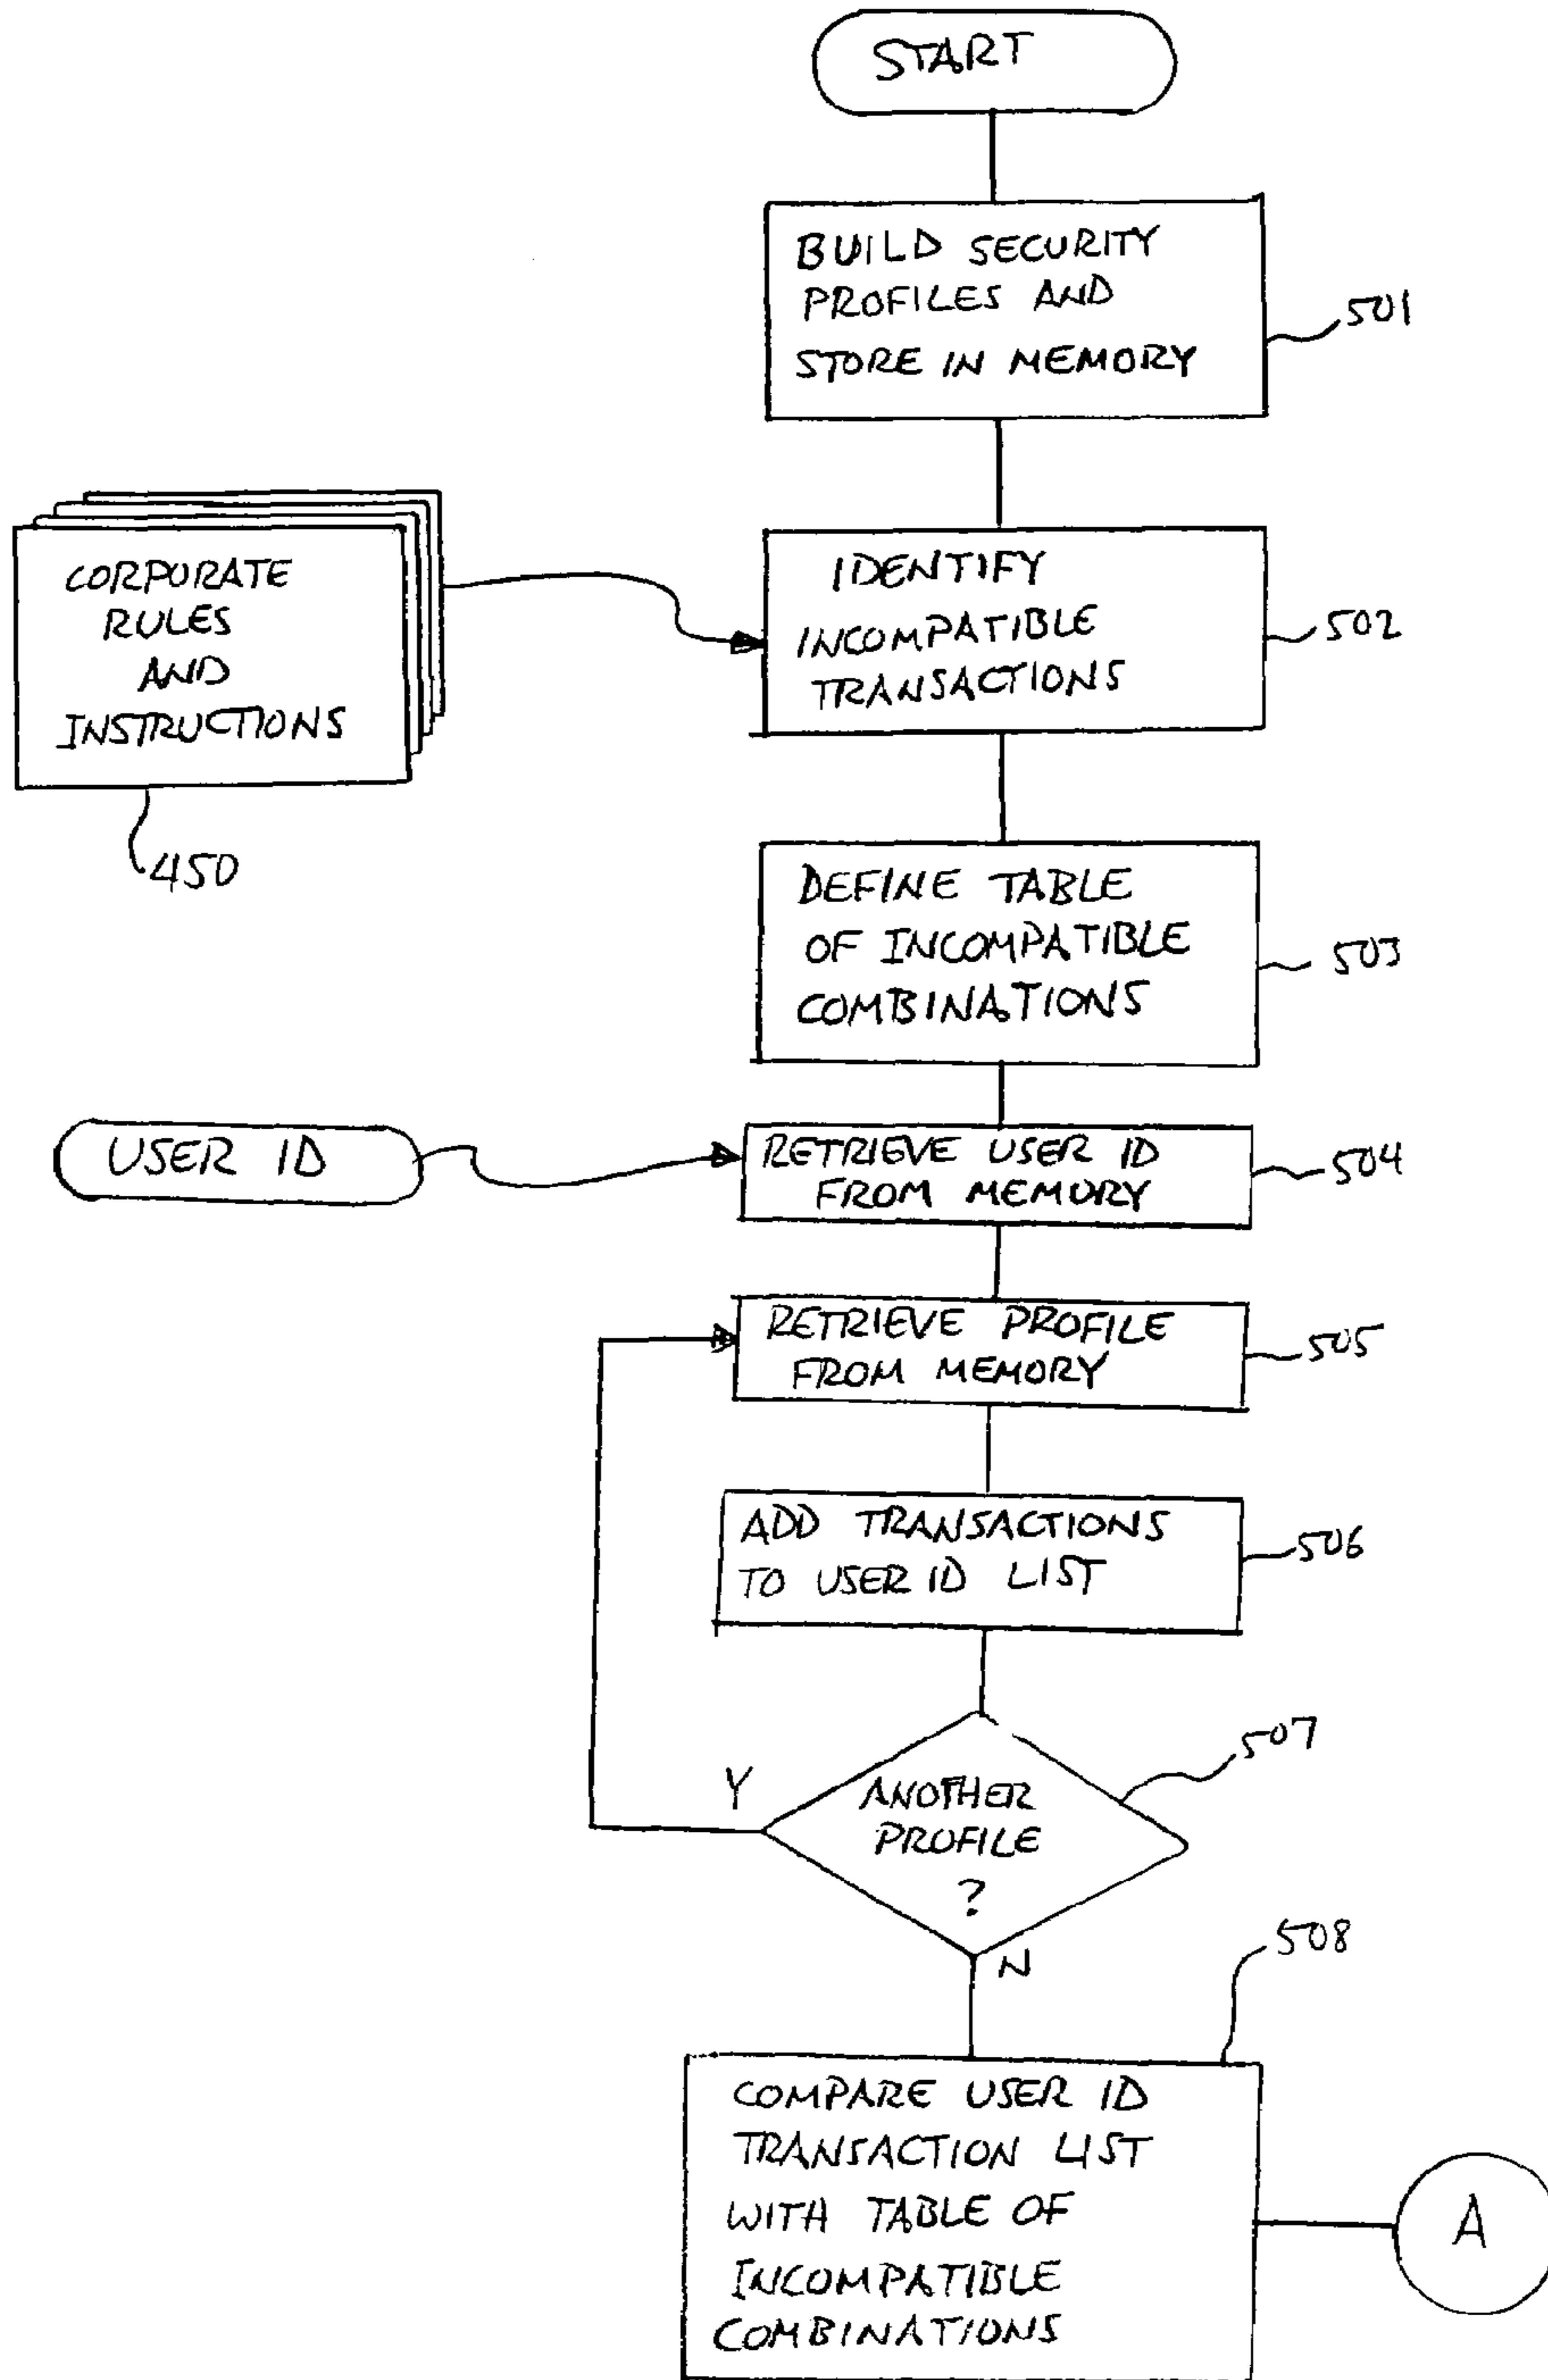 START
BUILD SECURITY
PROFILES AND
STORE IN MEMORY
501
CORPORATE
RULES
AND
INSTRUCTIONS
450
IDENTIFY
INCOMPATIBLE
TRANSACTIONS
502
DEFINE TABLE
OF INCOMPATIBLE
COMBINATIONS
503
USER ID
RETRIEVE USER ID
FROM MEMORY
504
RETRIEVE PROFILE
FROM MEMORY
505
ADD TRANSACTIONS
TO USER ID LIST
506
507
Y
ANOTHER
PROFILE
?
N
508
COMPARE USER ID
TRANSACTION LIST
WITH TABLE OF
INCOMPATIBLE
COMBINATIONS
A